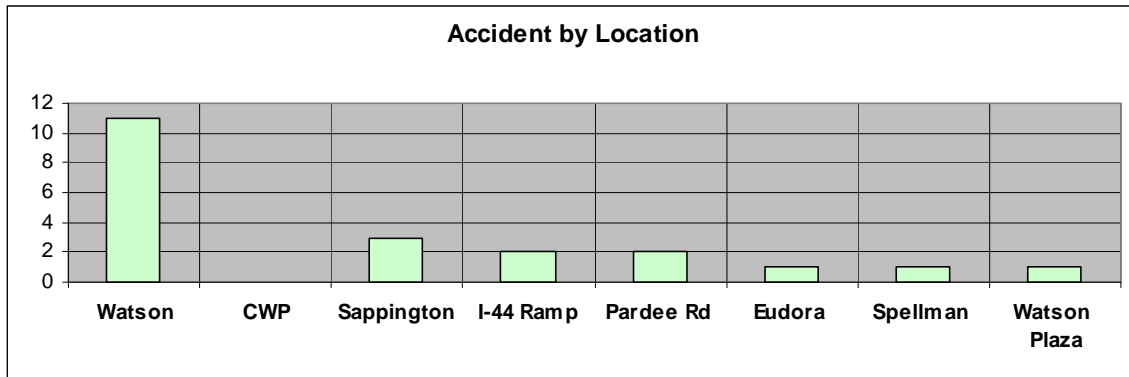 Accident by Location
12
10
8
6
4
2
0
Watson CWP Sappington I-44 Ramp Pardee Rd Eudora Spellman Watson
Plaza